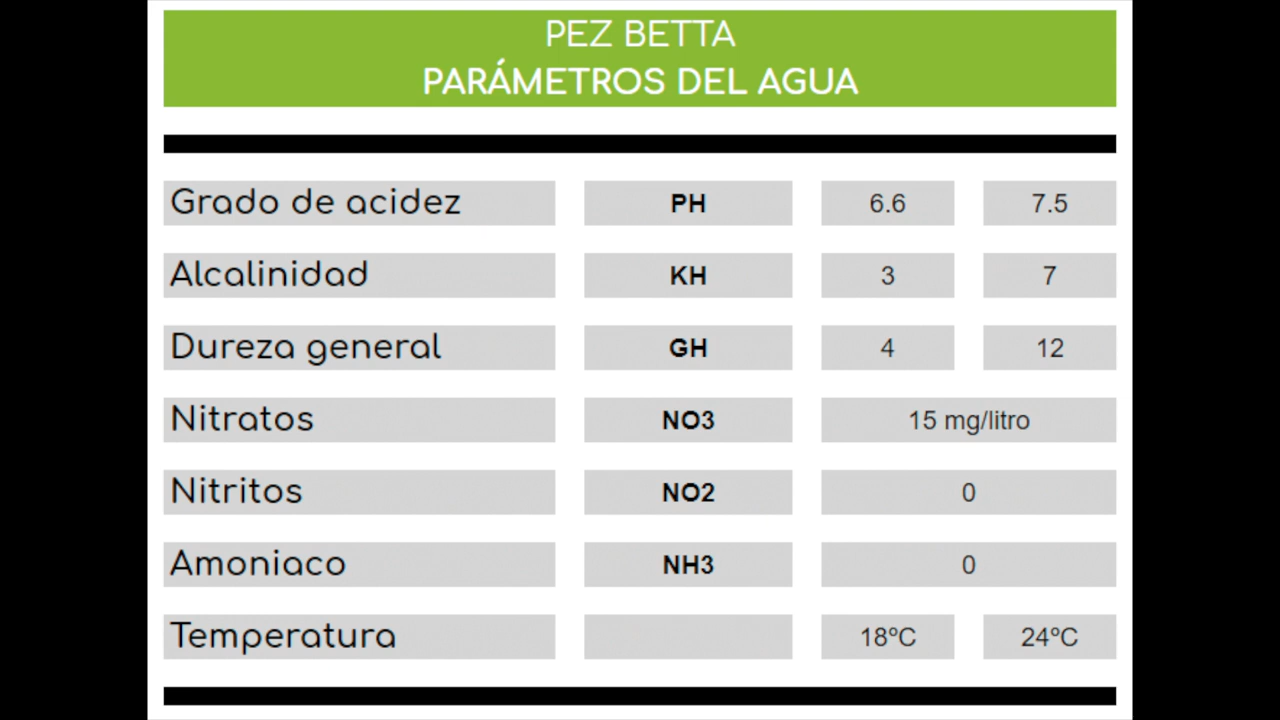 PEZ BETTA
PARÁMETROS DEL AGUA
Grado de acidez PH 6.6 7.5
Alcalinidad KH 3 7
Dureza general GH 4 12
Nitratos NO3 15 mg/litro
Nitritos NO2 0
Amoniaco NH3 0
Temperatura 18ºC 24ºC